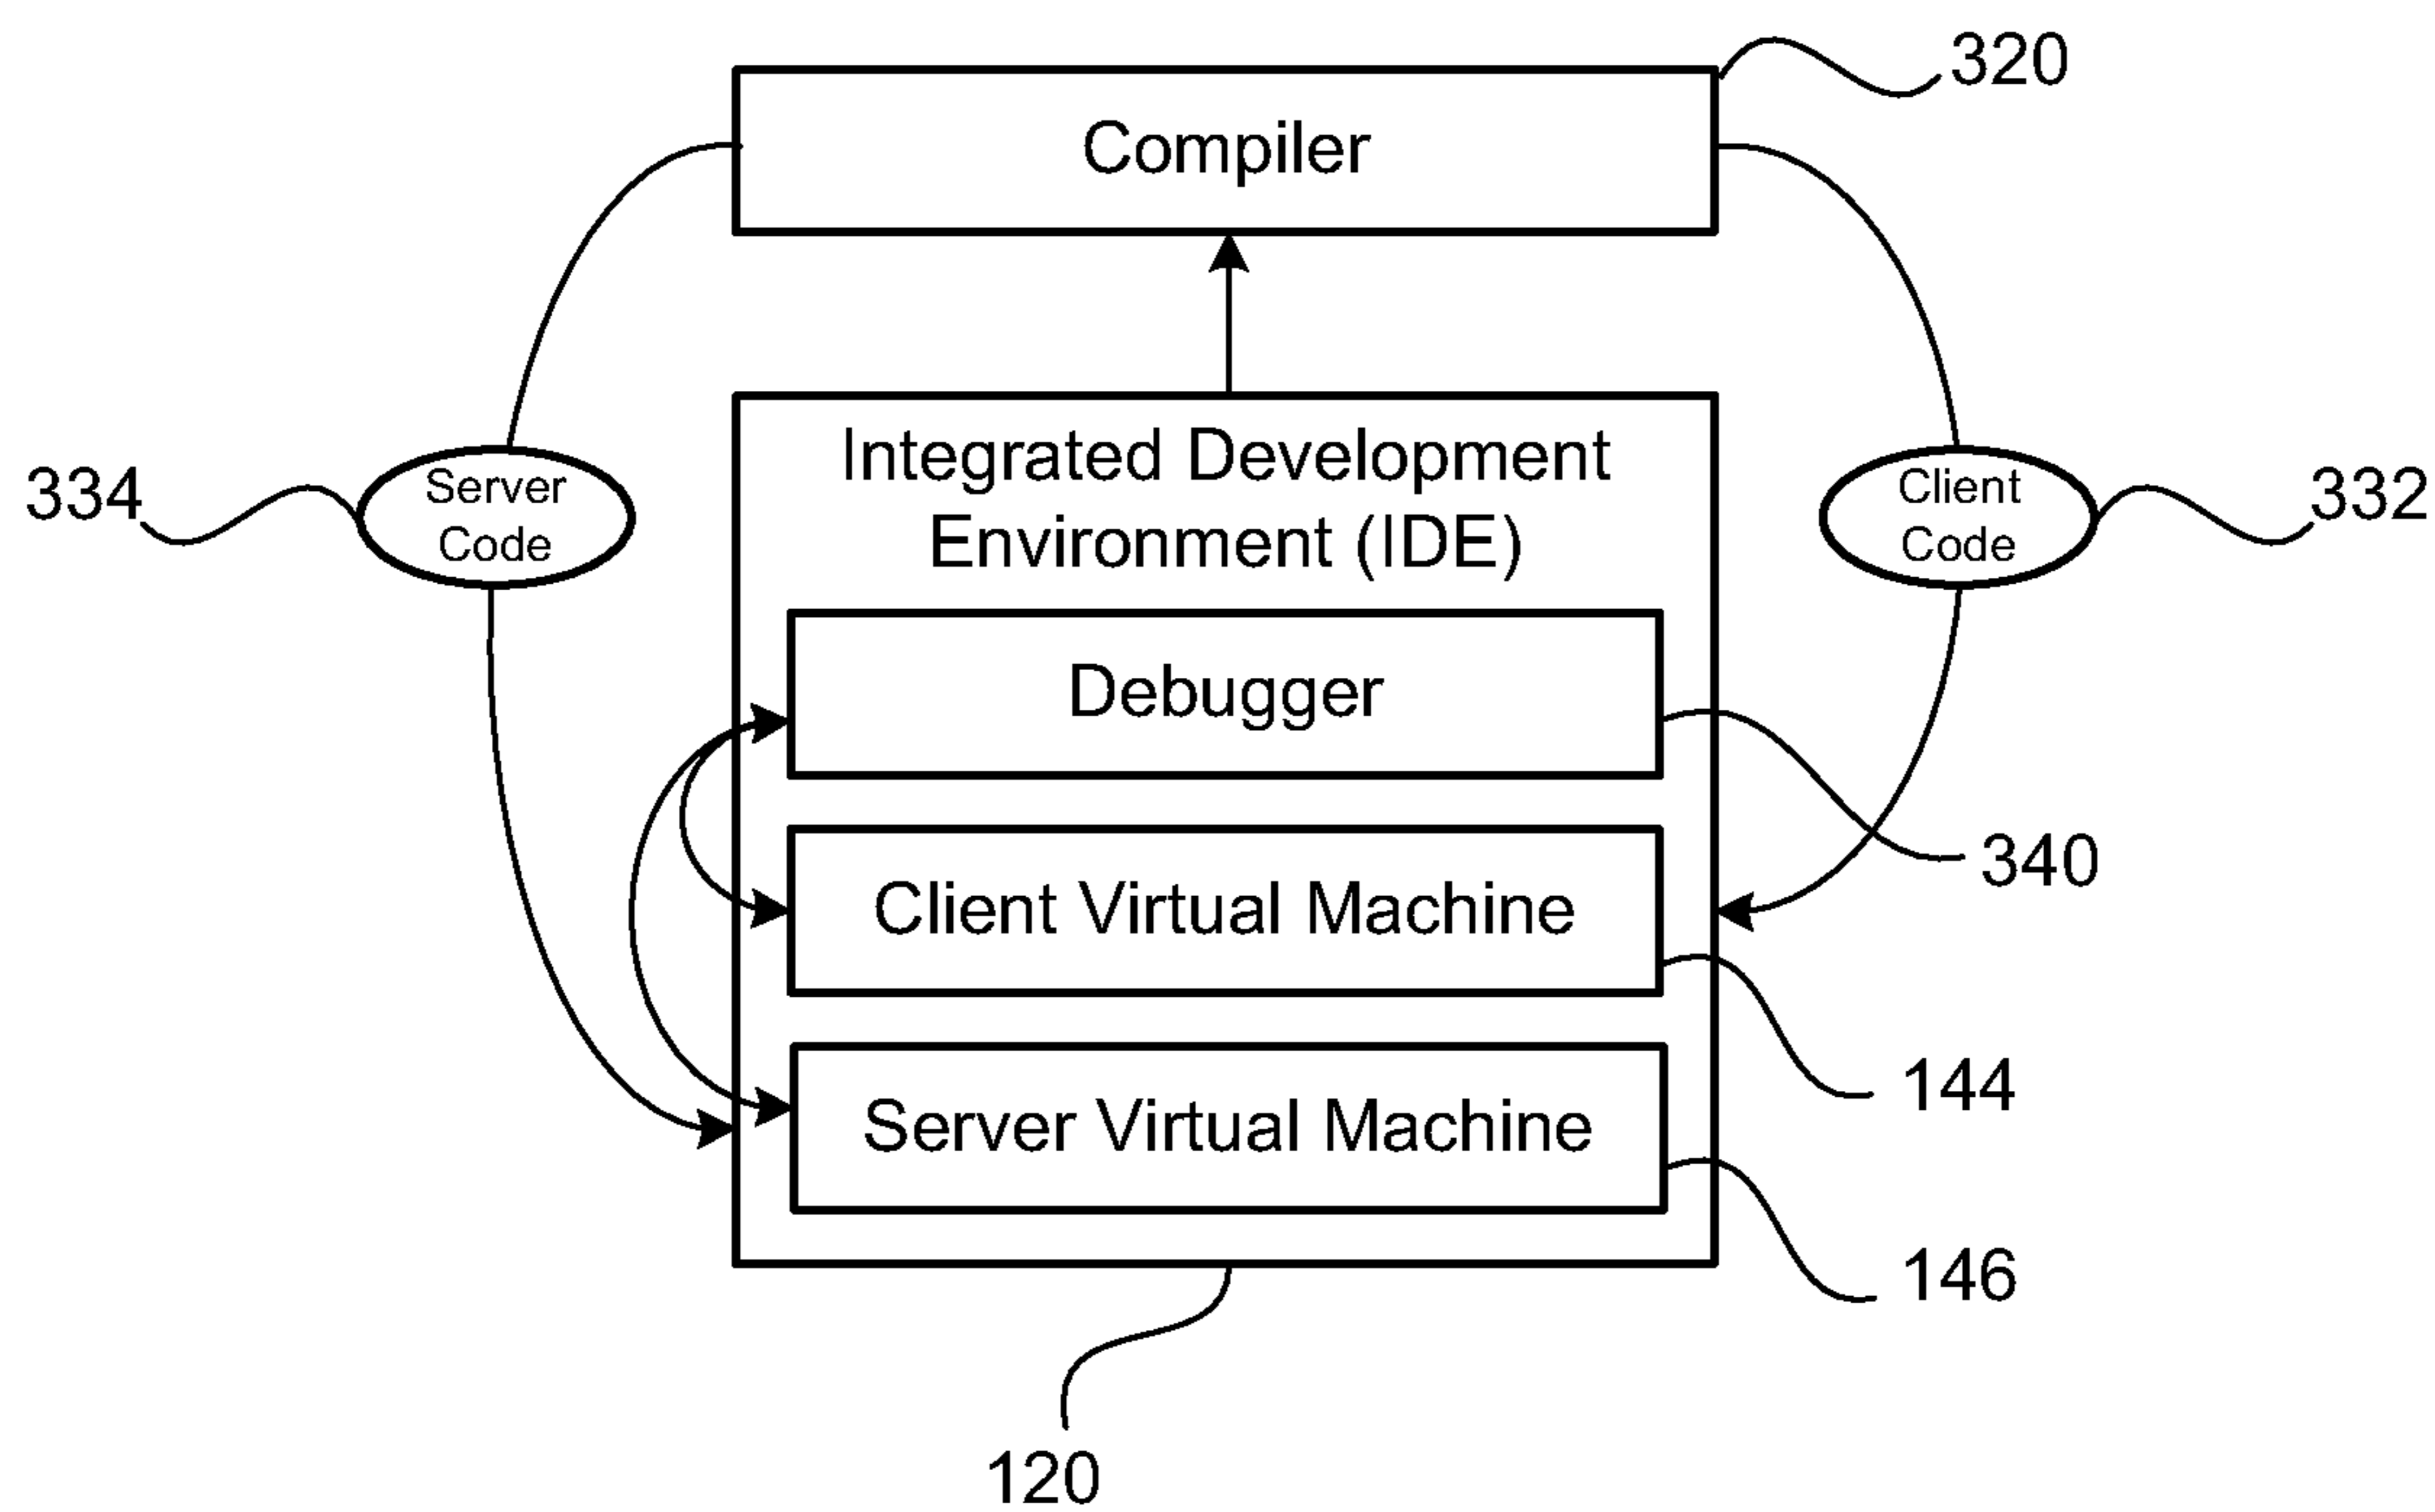 320
Compiler
Integrated Development
Environment (IDE)
334
Server
Code
Client
Code
332
Debugger
340
Client Virtual Machine
144
Server Virtual Machine
146
120